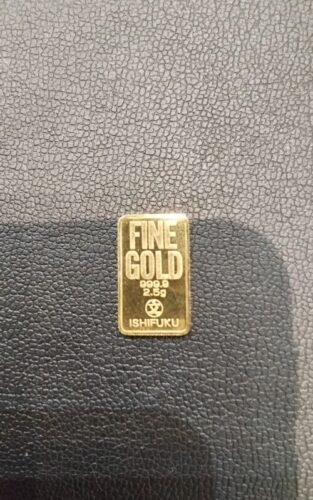 FINE
GOLD
999.9
2.5g
ISHIFUKU